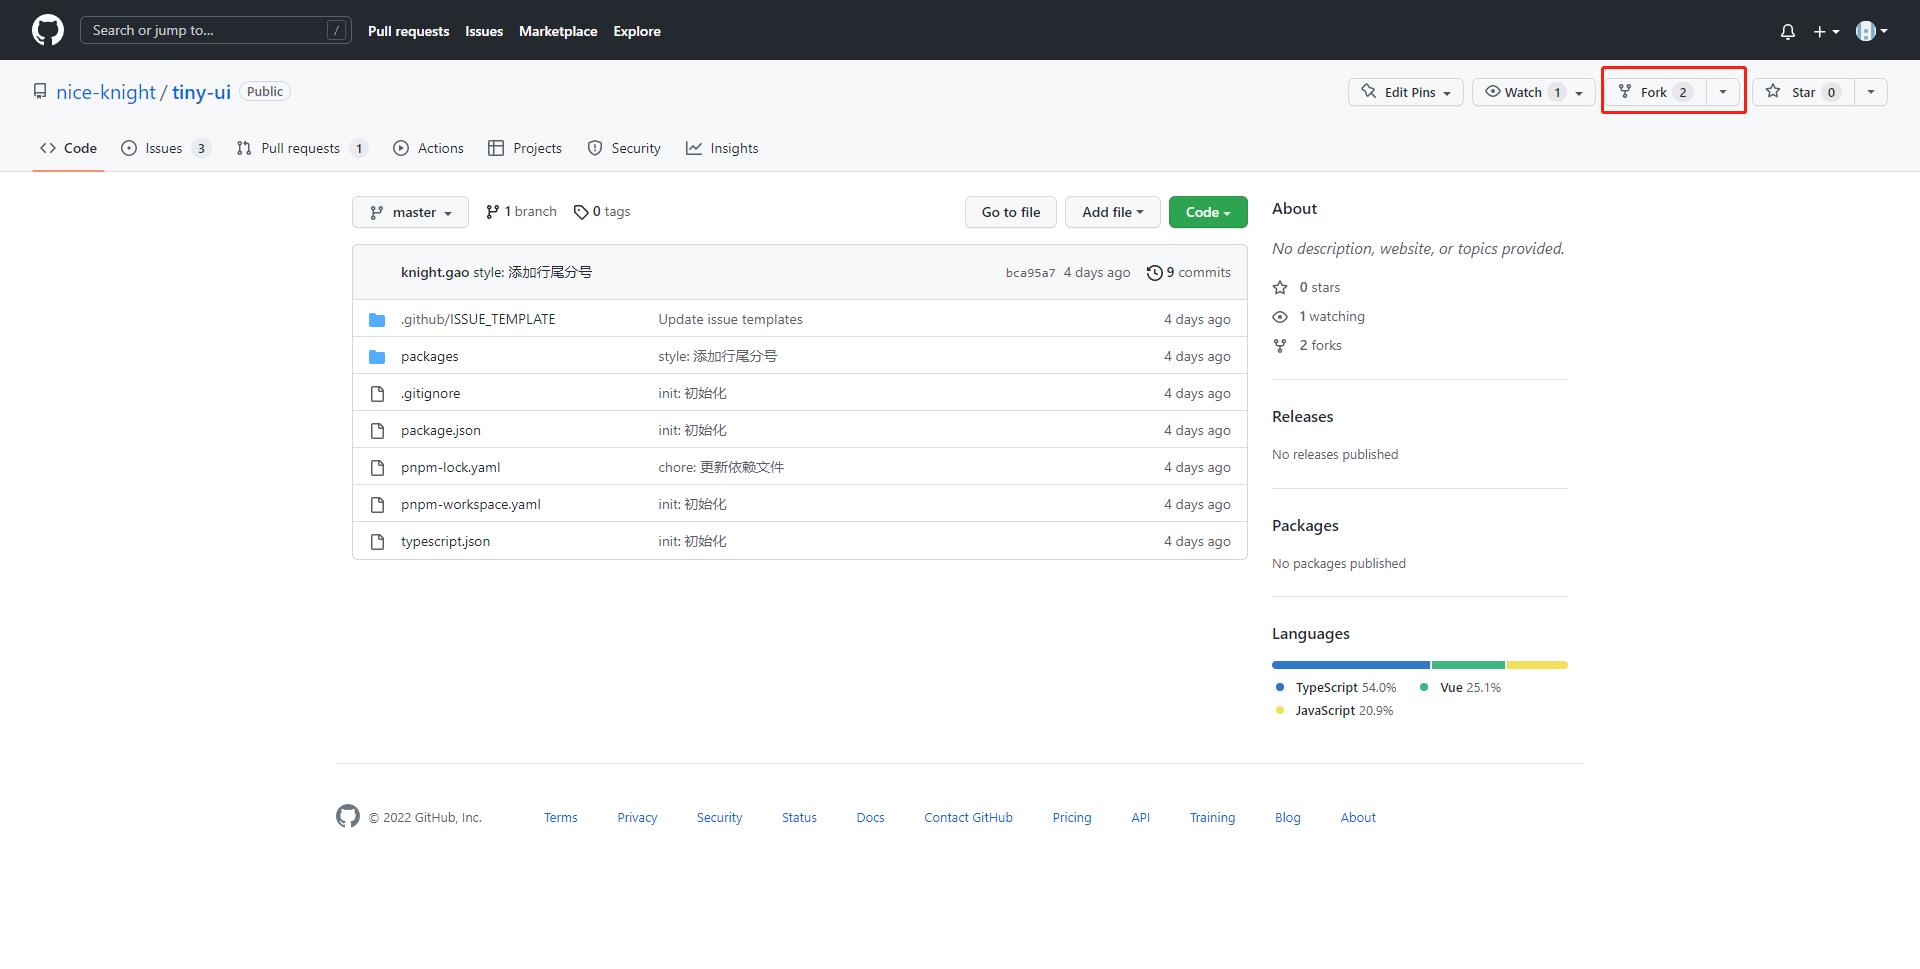 Search or jump to... /
Pull requests Issues Marketplace Explore
nice-knight / tiny-ui Public
Edit Pins Watch 1 Fork 2 Star 0
Code Issues 3 Pull requests 1 Actions Projects Security Insights
master 1 branch 0 tags Go to file Add file Code
knight.gao style: 添加行尾分号 bca95a7 4 days ago 9 commits
.github/ISSUE_TEMPLATE Update issue templates 4 days ago
packages style: 添加行尾分号 4 days ago
.gitignore init: 初始化 4 days ago
package.json init: 初始化 4 days ago
pnpm-lock.yaml chore: 更新依赖文件 4 days ago
pnpm-workspace.yaml init: 初始化 4 days ago
typescript.json init: 初始化 4 days ago
About
No description, website, or topics provided.
0 stars
1 watching
2 forks
Releases
No releases published
Packages
No packages published
Languages
TypeScript 54.0% Vue 25.1%
JavaScript 20.9%
© 2022 GitHub, Inc. Terms Privacy Security Status Docs Contact GitHub Pricing API Training Blog About